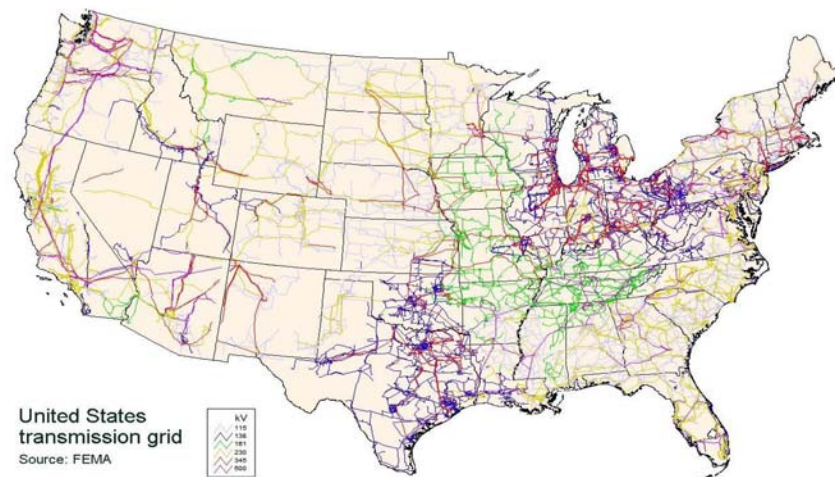 United States
transmission grid
Source: FEMA
kV
115
138
161
230
345
500